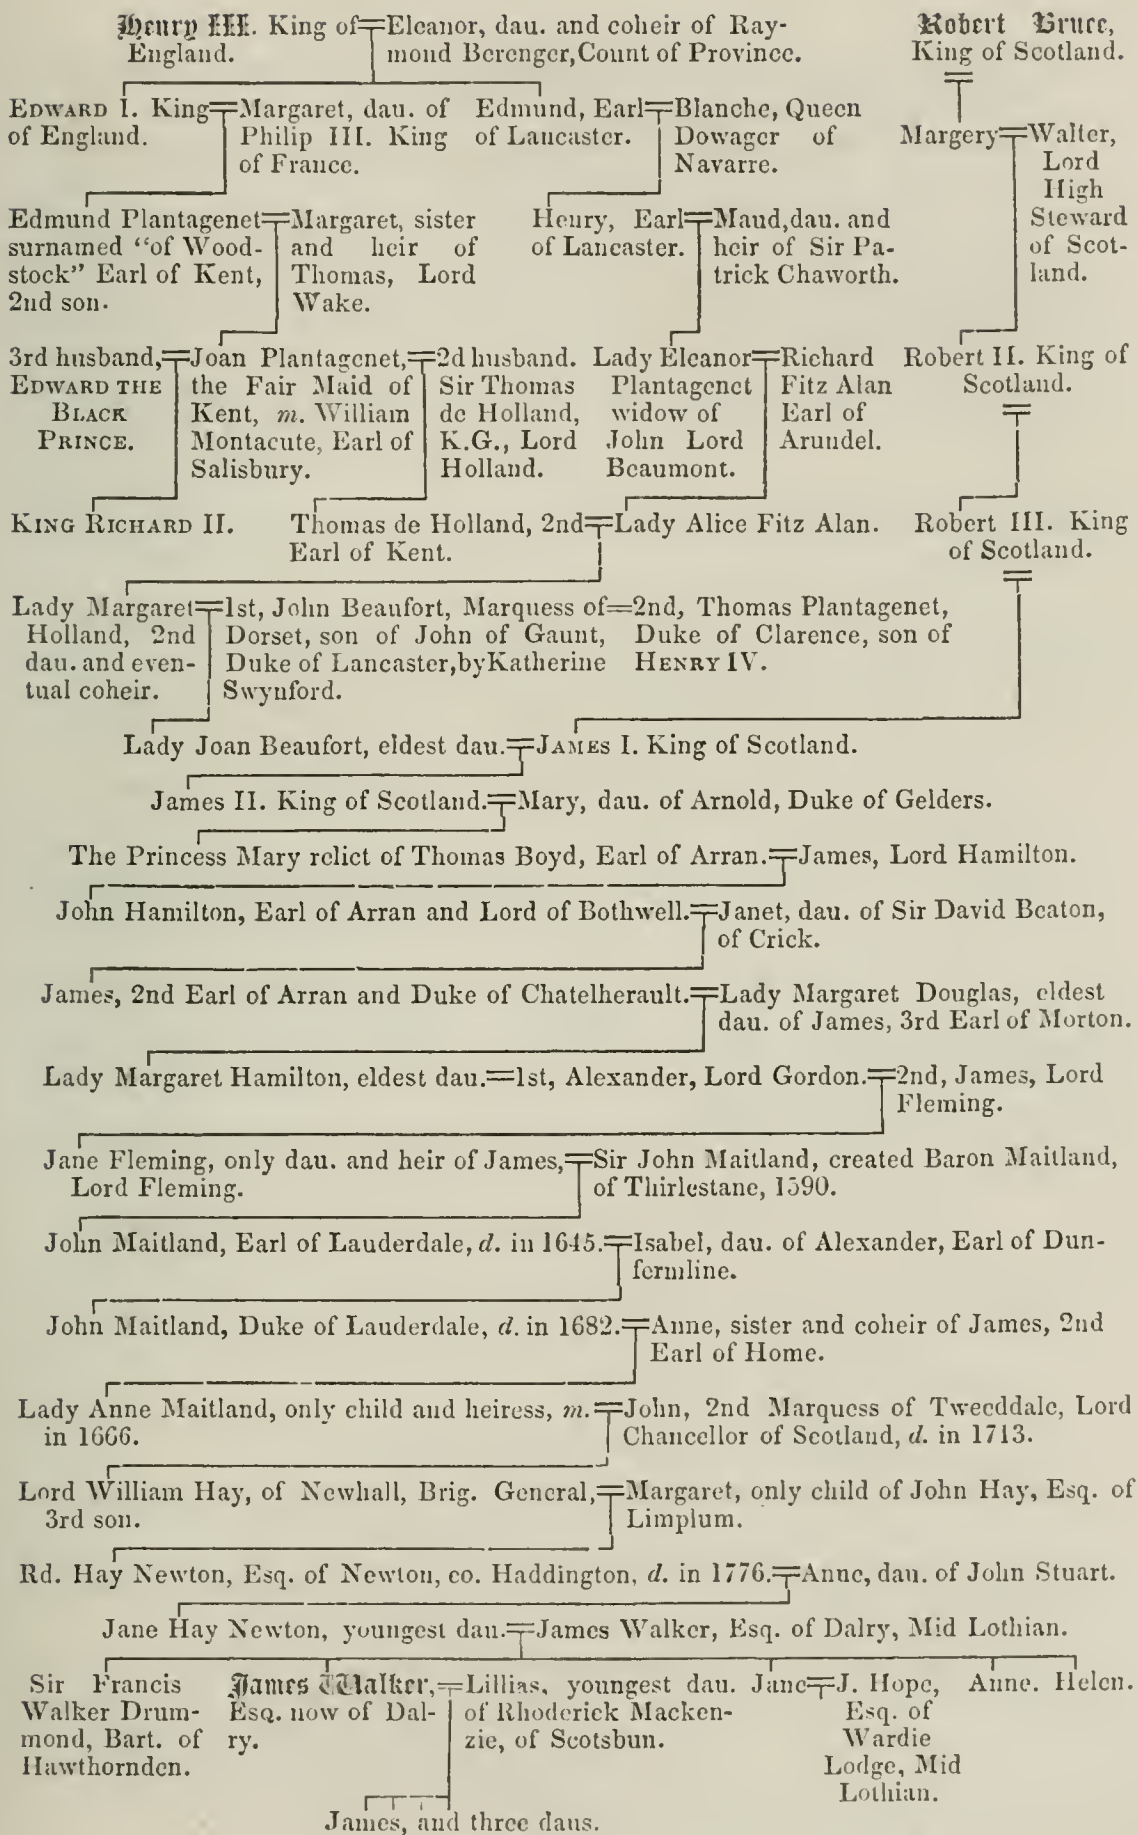 Henry III. King of=Eleanor, dau. and coheir of Ray-
England.
mond Berenger, Count of Province.
Robert Bruce,
King of Scotland.
EDWARD I. King
of England.
=Margaret, dau. of
Philip III. King
of France.
Edmund, Earl
of Lancaster.
=Blanche, Queen
Dowager of
Navarre.
Margery=Walter,
Lord
High
Steward
of Scot-
land.
Edmund Plantagenet
surnamed "of Wood-
stock" Earl of Kent,
2nd son.
=Margaret, sister
and heir of
Thomas, Lord
Wake.
Henry, Earl
of Lancaster.
=Maud, dau. and
heir of Sir Pa-
trick Chaworth.
3rd husband,
EDWARD THE
BLACK
PRINCE.
=Joan Plantagenet,
the Fair Maid of
Kent, m. William
Montacute, Earl of
Salisbury.
=2d husband.
Sir Thomas
de Holland,
K.G., Lord
Holland.
Lady Eleanor
Plantagenet
widow of
John Lord
Beaumont.
=Richard
Fitz Alan
Earl of
Arundel.
Robert II. King of
Scotland.
=
KING RICHARD II.
Thomas de Holland, 2nd
Earl of Kent.
=Lady Alice Fitz Alan.
Robert III. King
of Scotland.
=
Lady Margaret
Holland, 2nd
dau. and even-
tual coheir.
=1st, John Beaufort, Marquess of
Dorset, son of John of Gaunt,
Duke of Lancaster, by Katherine
Swynford.
=2nd, Thomas Plantagenet,
Duke of Clarence, son of
HENRY IV.
Lady Joan Beaufort, eldest dau.=JAMES I. King of Scotland.
James II. King of Scotland.=Mary, dau. of Arnold, Duke of Gelders.
The Princess Mary relict of Thomas Boyd, Earl of Arran.=James, Lord Hamilton.
John Hamilton, Earl of Arran and Lord of Bothwell.=Janet, dau. of Sir David Beaton,
of Crick.
James, 2nd Earl of Arran and Duke of Chatelherault.=Lady Margaret Douglas, eldest
dau. of James, 3rd Earl of Morton.
Lady Margaret Hamilton, eldest dau.=1st, Alexander, Lord Gordon.=2nd, James, Lord
Fleming.
Jane Fleming, only dau. and heir of James,
Lord Fleming.
=Sir John Maitland, created Baron Maitland,
of Thirlestane, 1590.
John Maitland, Earl of Lauderdale, d. in 1645.=Isabel, dau. of Alexander, Earl of Dun-
fermline.
John Maitland, Duke of Lauderdale, d. in 1682.=Anne, sister and coheir of James, 2nd
Earl of Home.
Lady Anne Maitland, only child and heiress, m.
in 1666.
=John, 2nd Marquess of Tweeddale, Lord
Chancellor of Scotland, d. in 1713.
Lord William Hay, of Newhall, Brig. General,
3rd son.
=Margaret, only child of John Hay, Esq. of
Limplum.
Rd. Hay Newton, Esq. of Newton, co. Haddington, d. in 1776.=Anne, dau. of John Stuart.
Jane Hay Newton, youngest dau.=James Walker, Esq. of Dalry, Mid Lothian.
Sir Francis
Walker Drum-
mond, Bart. of
Hawthornden.
James Walker,
Esq. now of Dal-
ry.
=Lillias, youngest dau.
of Rhoderick Macken-
zie, of Scotsbun.
Jane=J. Hope,
Esq. of
Wardie
Lodge, Mid
Lothian.
Anne. Helen.
James, and three daus.